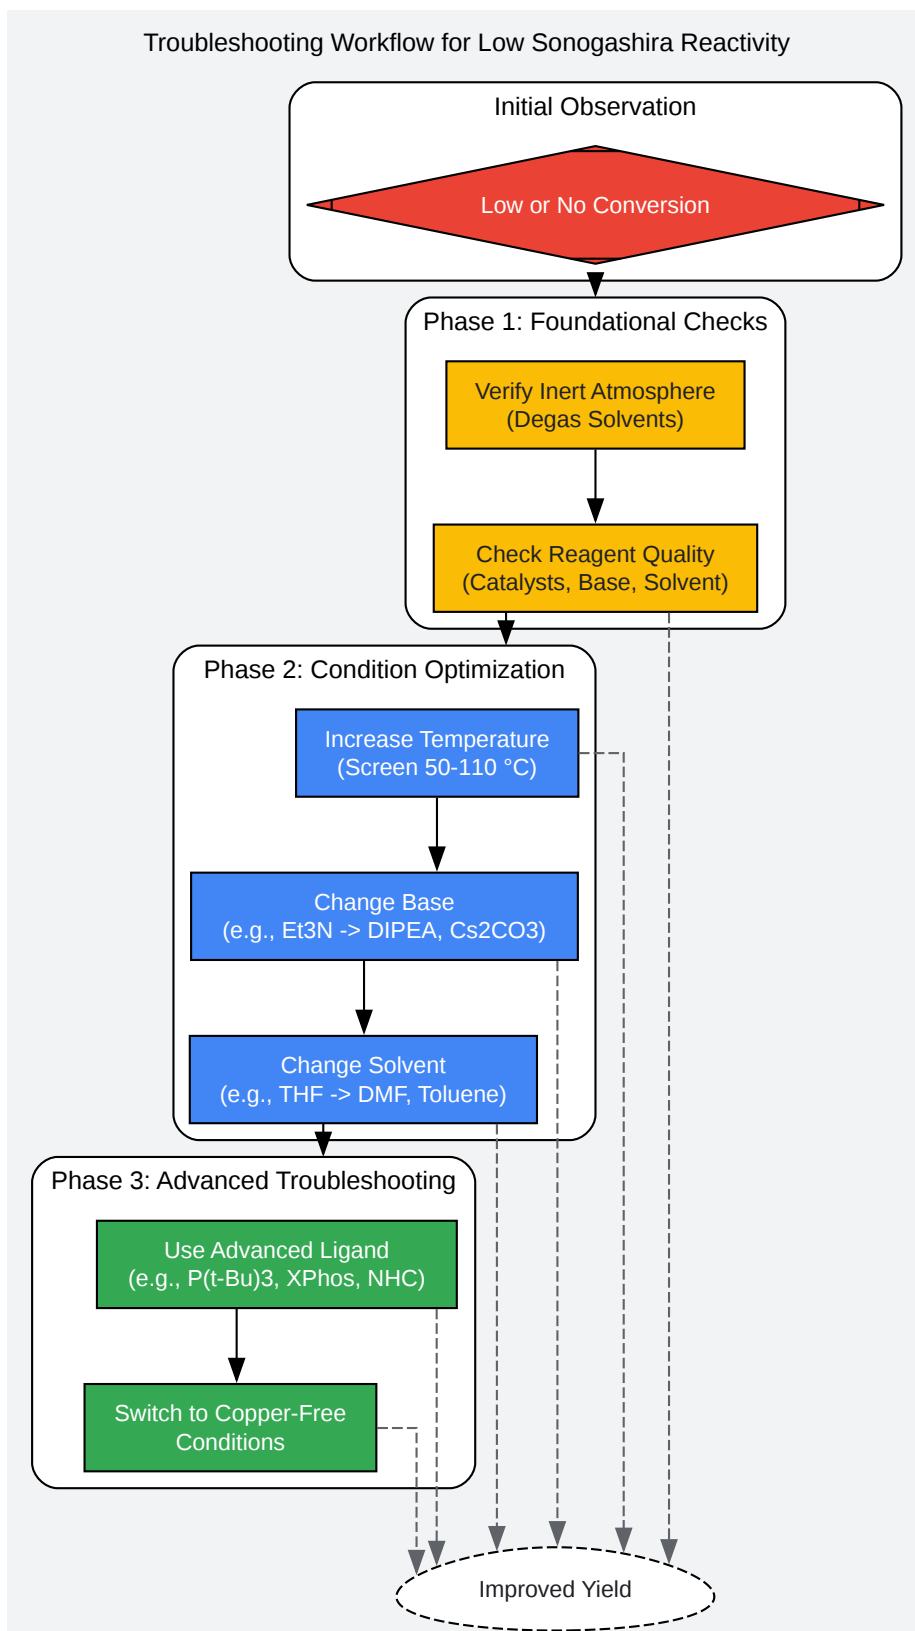 Troubleshooting Workflow for Low Sonogashira Reactivity
Initial Observation
Low or No Conversion
Phase 1: Foundational Checks
Verify Inert Atmosphere
(Degas Solvents)
Check Reagent Quality
(Catalysts, Base, Solvent)
Phase 2: Condition Optimization
Increase Temperature
(Screen 50-110 °C)
Change Base
(e.g., Et3N -> DIPEA, Cs2CO3)
Change Solvent
(e.g., THF -> DMF, Toluene)
Phase 3: Advanced Troubleshooting
Use Advanced Ligand
(e.g., P(t-Bu)3, XPhos, NHC)
Switch to Copper-Free
Conditions
Improved Yield